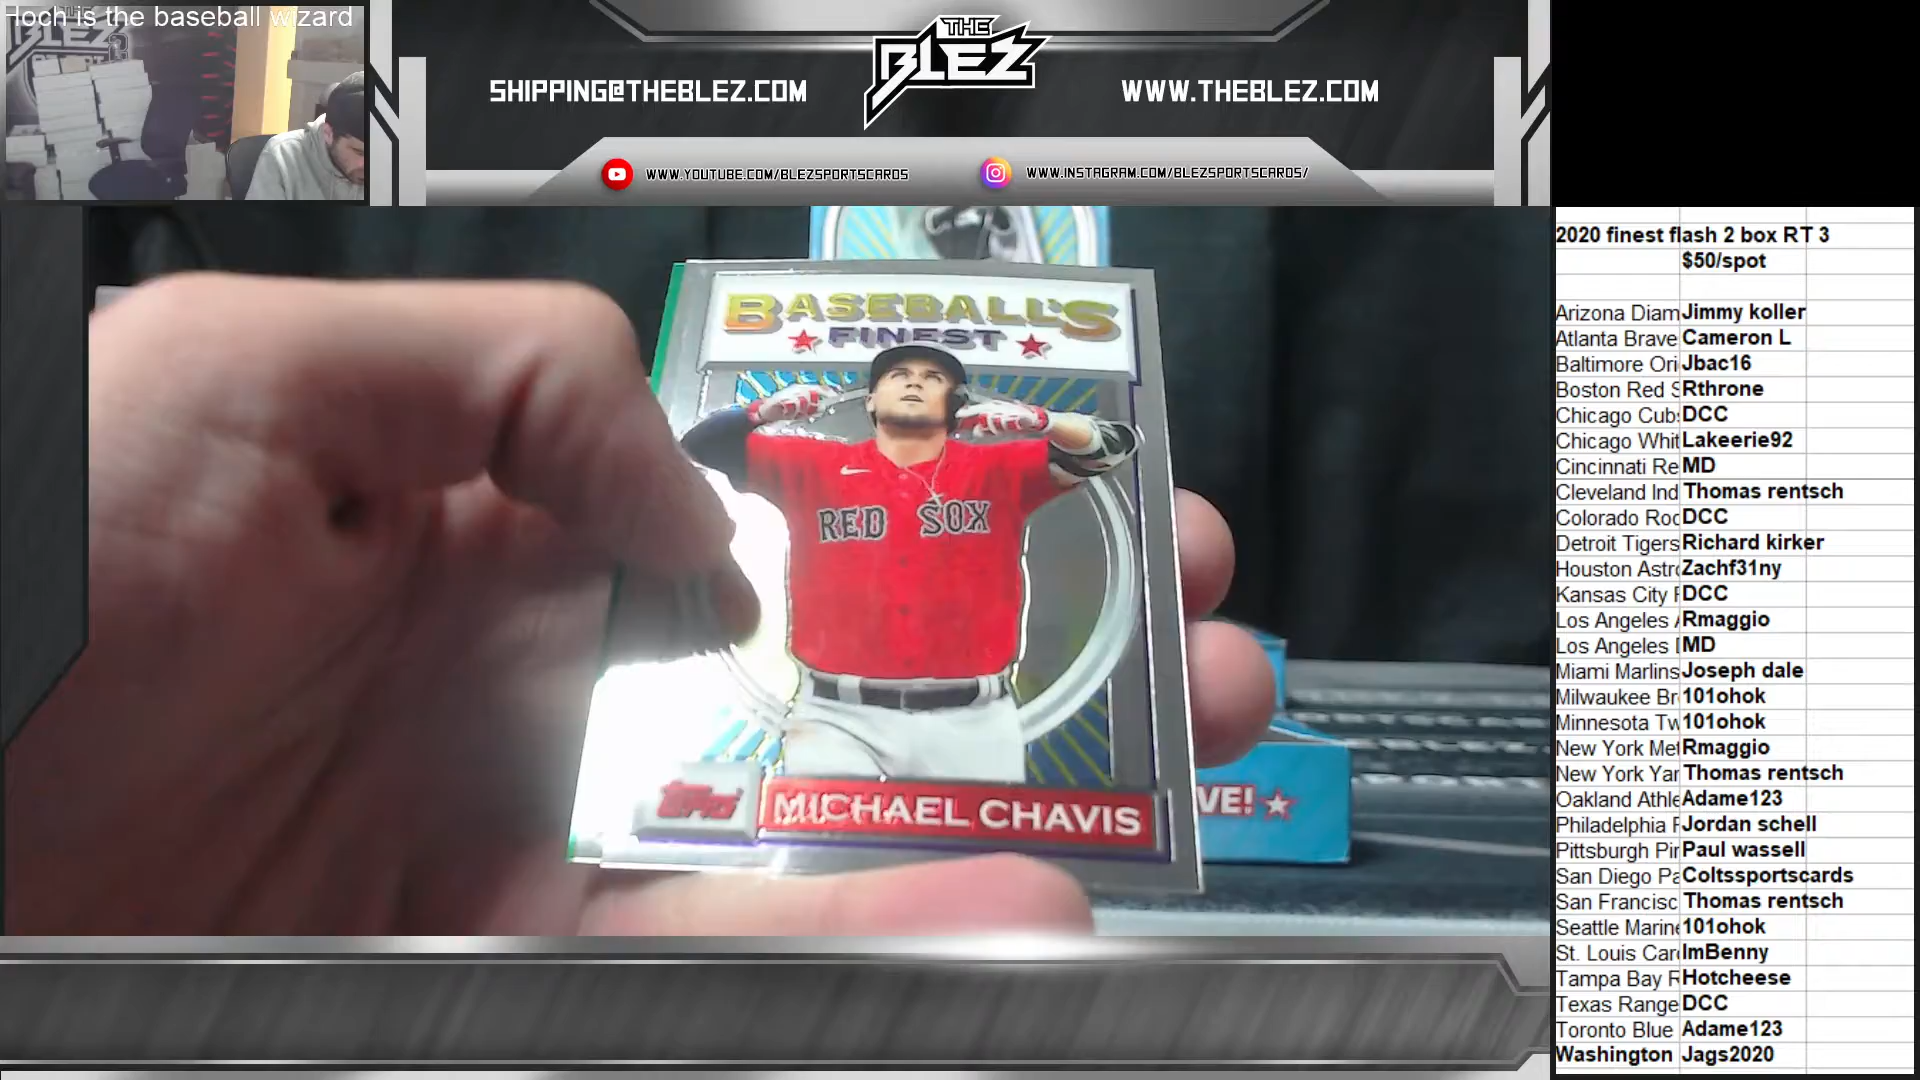 Hoch is the baseball wizard
SHIPPING@THEBLEZ.COM
THE
BLEZ
WWW.THEBLEZ.COM
WWW.YOUTUBE.COM/BLEZSPORTSCARDS
WWW.INSTAGRAM.COM/BLEZSPORTSCARDS/
BASEBALL'S
FINEST
RED SOX
Topps
MICHAEL CHAVIS
VE!
2020 finest flash 2 box RT 3
$50/spot
Arizona Diam Jimmy koller
Atlanta Brave Cameron L
Baltimore Ori Jbac16
Boston Red S Rthrone
Chicago Cubs DCC
Chicago Whit Lakeerie92
Cincinnati Re MD
Cleveland Ind Thomas rentsch
Colorado Roc DCC
Detroit Tigers Richard kirker
Houston Astro Zachf31ny
Kansas City R DCC
Los Angeles A Rmaggio
Los Angeles D MD
Miami Marlins Joseph dale
Milwaukee Br 101ohok
Minnesota Tw 101ohok
New York Met Rmaggio
New York Yan Thomas rentsch
Oakland Athle Adame123
Philadelphia P Jordan schell
Pittsburgh Pir Paul wassell
San Diego Pa Coltssportscards
San Francisc Thomas rentsch
Seattle Marine 101ohok
St. Louis Card ImBenny
Tampa Bay R Hotcheese
Texas Range DCC
Toronto Blue Adame123
Washington Jags2020